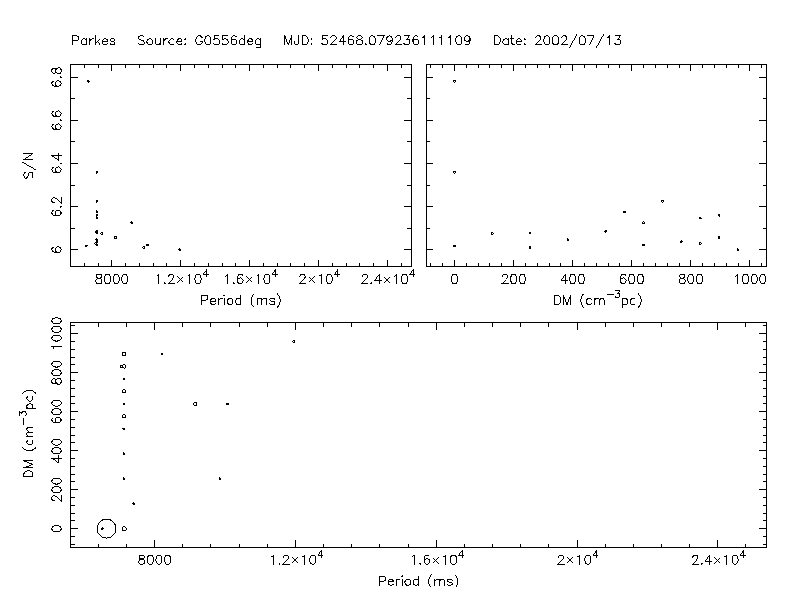 Parkes Source: G0556deg MJD: 52468.079236111109 Date: 2002/07/13
S/N
6.8
6.6
6.4
6.2
6
8000 1.2×10⁴ 1.6×10⁴ 2×10⁴ 2.4×10⁴
Period (ms)
0 200 400 600 800 1000
DM (cm⁻³pc)
DM (cm⁻³pc)
1000
800
600
400
200
0
8000 1.2×10⁴ 1.6×10⁴ 2×10⁴ 2.4×10⁴
Period (ms)